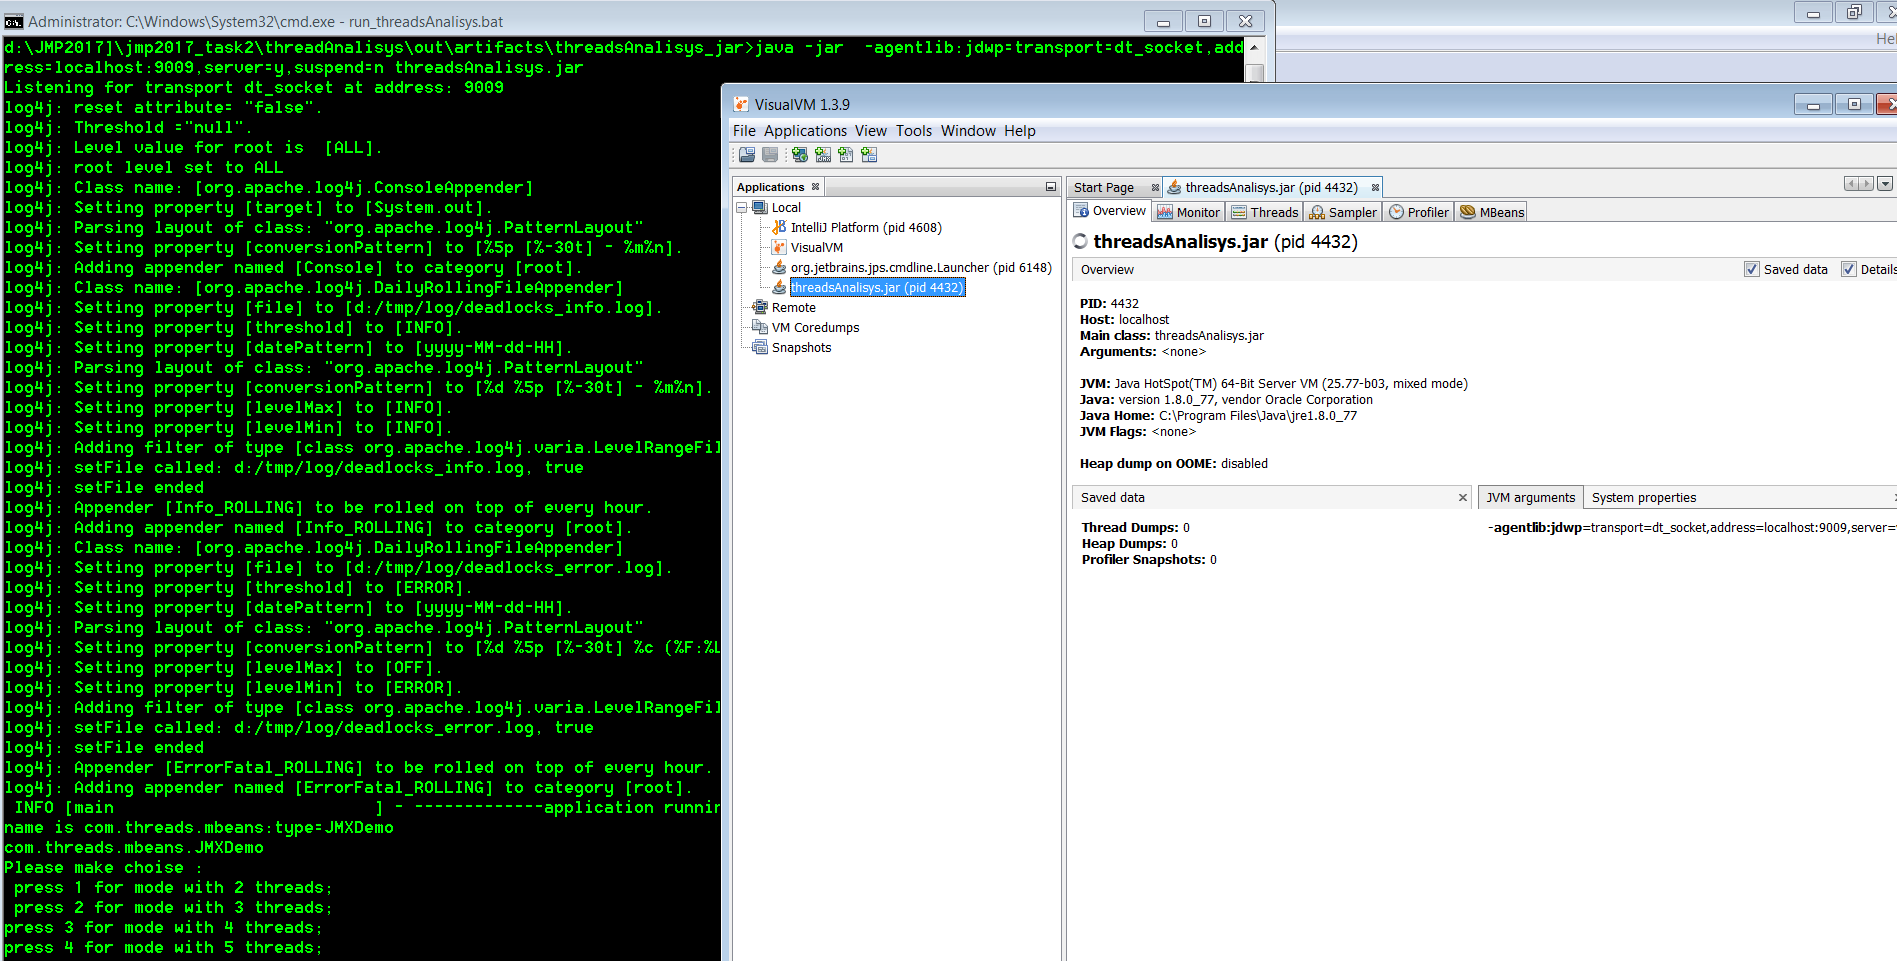 Administrator: C:\Windows\System32\cmd.exe - run_threadsAnalisys.bat
d:\JMP2017]\jmp2017_task2\threadAnalisys\out\artifacts\threadsAnalisys_jar>java -jar  -agentlib:jdwp=transport=dt_socket,add
ress=localhost:9009,server=y,suspend=n threadsAnalisys.jar
Listening for transport dt_socket at address: 9009
log4j: reset attribute= "false".
log4j: Threshold ="null".
log4j: Level value for root is  [ALL].
log4j: root level set to ALL
log4j: Class name: [org.apache.log4j.ConsoleAppender]
log4j: Setting property [target] to [System.out].
log4j: Parsing layout of class: "org.apache.log4j.PatternLayout"
log4j: Setting property [conversionPattern] to [%5p [%-30t] - %m%n].
log4j: Adding appender named [Console] to category [root].
log4j: Class name: [org.apache.log4j.DailyRollingFileAppender]
log4j: Setting property [file] to [d:/tmp/log/deadlocks_info.log].
log4j: Setting property [threshold] to [INFO].
log4j: Setting property [datePattern] to [yyyy-MM-dd-HH].
log4j: Parsing layout of class: "org.apache.log4j.PatternLayout"
log4j: Setting property [conversionPattern] to [%d %5p [%-30t] - %m%n].
log4j: Setting property [levelMax] to [INFO].
log4j: Setting property [levelMin] to [INFO].
log4j: Adding filter of type [class org.apache.log4j.varia.LevelRangeFil
log4j: setFile called: d:/tmp/log/deadlocks_info.log, true
log4j: setFile ended
log4j: Appender [Info_ROLLING] to be rolled on top of every hour.
log4j: Adding appender named [Info_ROLLING] to category [root].
log4j: Class name: [org.apache.log4j.DailyRollingFileAppender]
log4j: Setting property [file] to [d:/tmp/log/deadlocks_error.log].
log4j: Setting property [threshold] to [ERROR].
log4j: Setting property [datePattern] to [yyyy-MM-dd-HH].
log4j: Parsing layout of class: "org.apache.log4j.PatternLayout"
log4j: Setting property [conversionPattern] to [%d %5p [%-30t] %c (%F:%L
log4j: Setting property [levelMax] to [OFF].
log4j: Setting property [levelMin] to [ERROR].
log4j: Adding filter of type [class org.apache.log4j.varia.LevelRangeFil
log4j: setFile called: d:/tmp/log/deadlocks_error.log, true
log4j: setFile ended
log4j: Appender [ErrorFatal_ROLLING] to be rolled on top of every hour.
log4j: Adding appender named [ErrorFatal_ROLLING] to category [root].
 INFO [main                          ] - -------------application runnin
name is com.threads.mbeans:type=JMXDemo
com.threads.mbeans.JMXDemo
Please make choise :
 press 1 for mode with 2 threads;
 press 2 for mode with 3 threads;
press 3 for mode with 4 threads;
press 4 for mode with 5 threads;
Hel
VisualVM 1.3.9
File Applications View Tools Window Help
Applications
Local
IntelliJ Platform (pid 4608)
VisualVM
org.jetbrains.jps.cmdline.Launcher (pid 6148)
threadsAnalisys.jar (pid 4432)
Remote
VM Coredumps
Snapshots
Start Page threadsAnalisys.jar (pid 4432)
Overview Monitor Threads Sampler Profiler MBeans
threadsAnalisys.jar (pid 4432)
Overview Saved data Details
PID: 4432
Host: localhost
Main class: threadsAnalisys.jar
Arguments: <none>
JVM: Java HotSpot(TM) 64-Bit Server VM (25.77-b03, mixed mode)
Java: version 1.8.0_77, vendor Oracle Corporation
Java Home: C:\Program Files\Java\jre1.8.0_77
JVM Flags: <none>
Heap dump on OOME: disabled
Saved data
Thread Dumps: 0
Heap Dumps: 0
Profiler Snapshots: 0
JVM arguments System properties
-agentlib:jdwp=transport=dt_socket,address=localhost:9009,server=